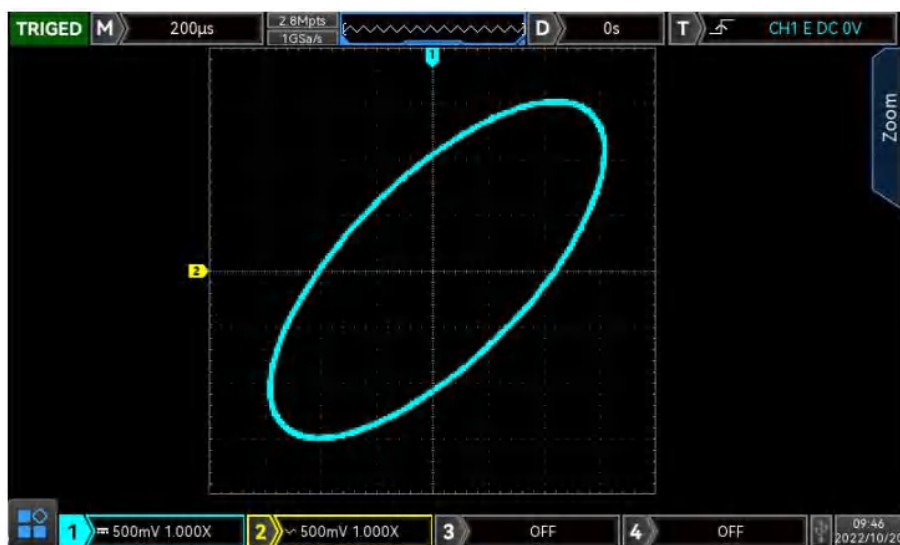 TRIGED M 200μs 2.8Mpts D 0s T CH1 E DC 0V
1GSa/s
1
Zoom
2
1 500mV 1.000X 2 500mV 1.000X 3 OFF 4 OFF 09:46
2022/10/20